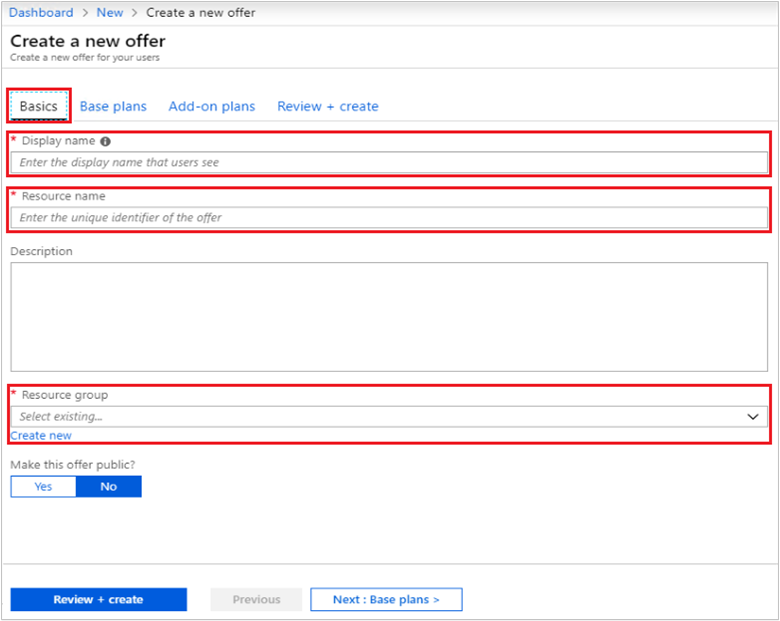 Dashboard > New > Create a new offer
Create a new offer
Create a new offer for your users
Basics Base plans Add-on plans Review + create
* Display name
Enter the display name that users see
* Resource name
Enter the unique identifier of the offer
Description
* Resource group
Select existing...
Create new
Make this offer public?
Yes No
Review + create Previous Next : Base plans >